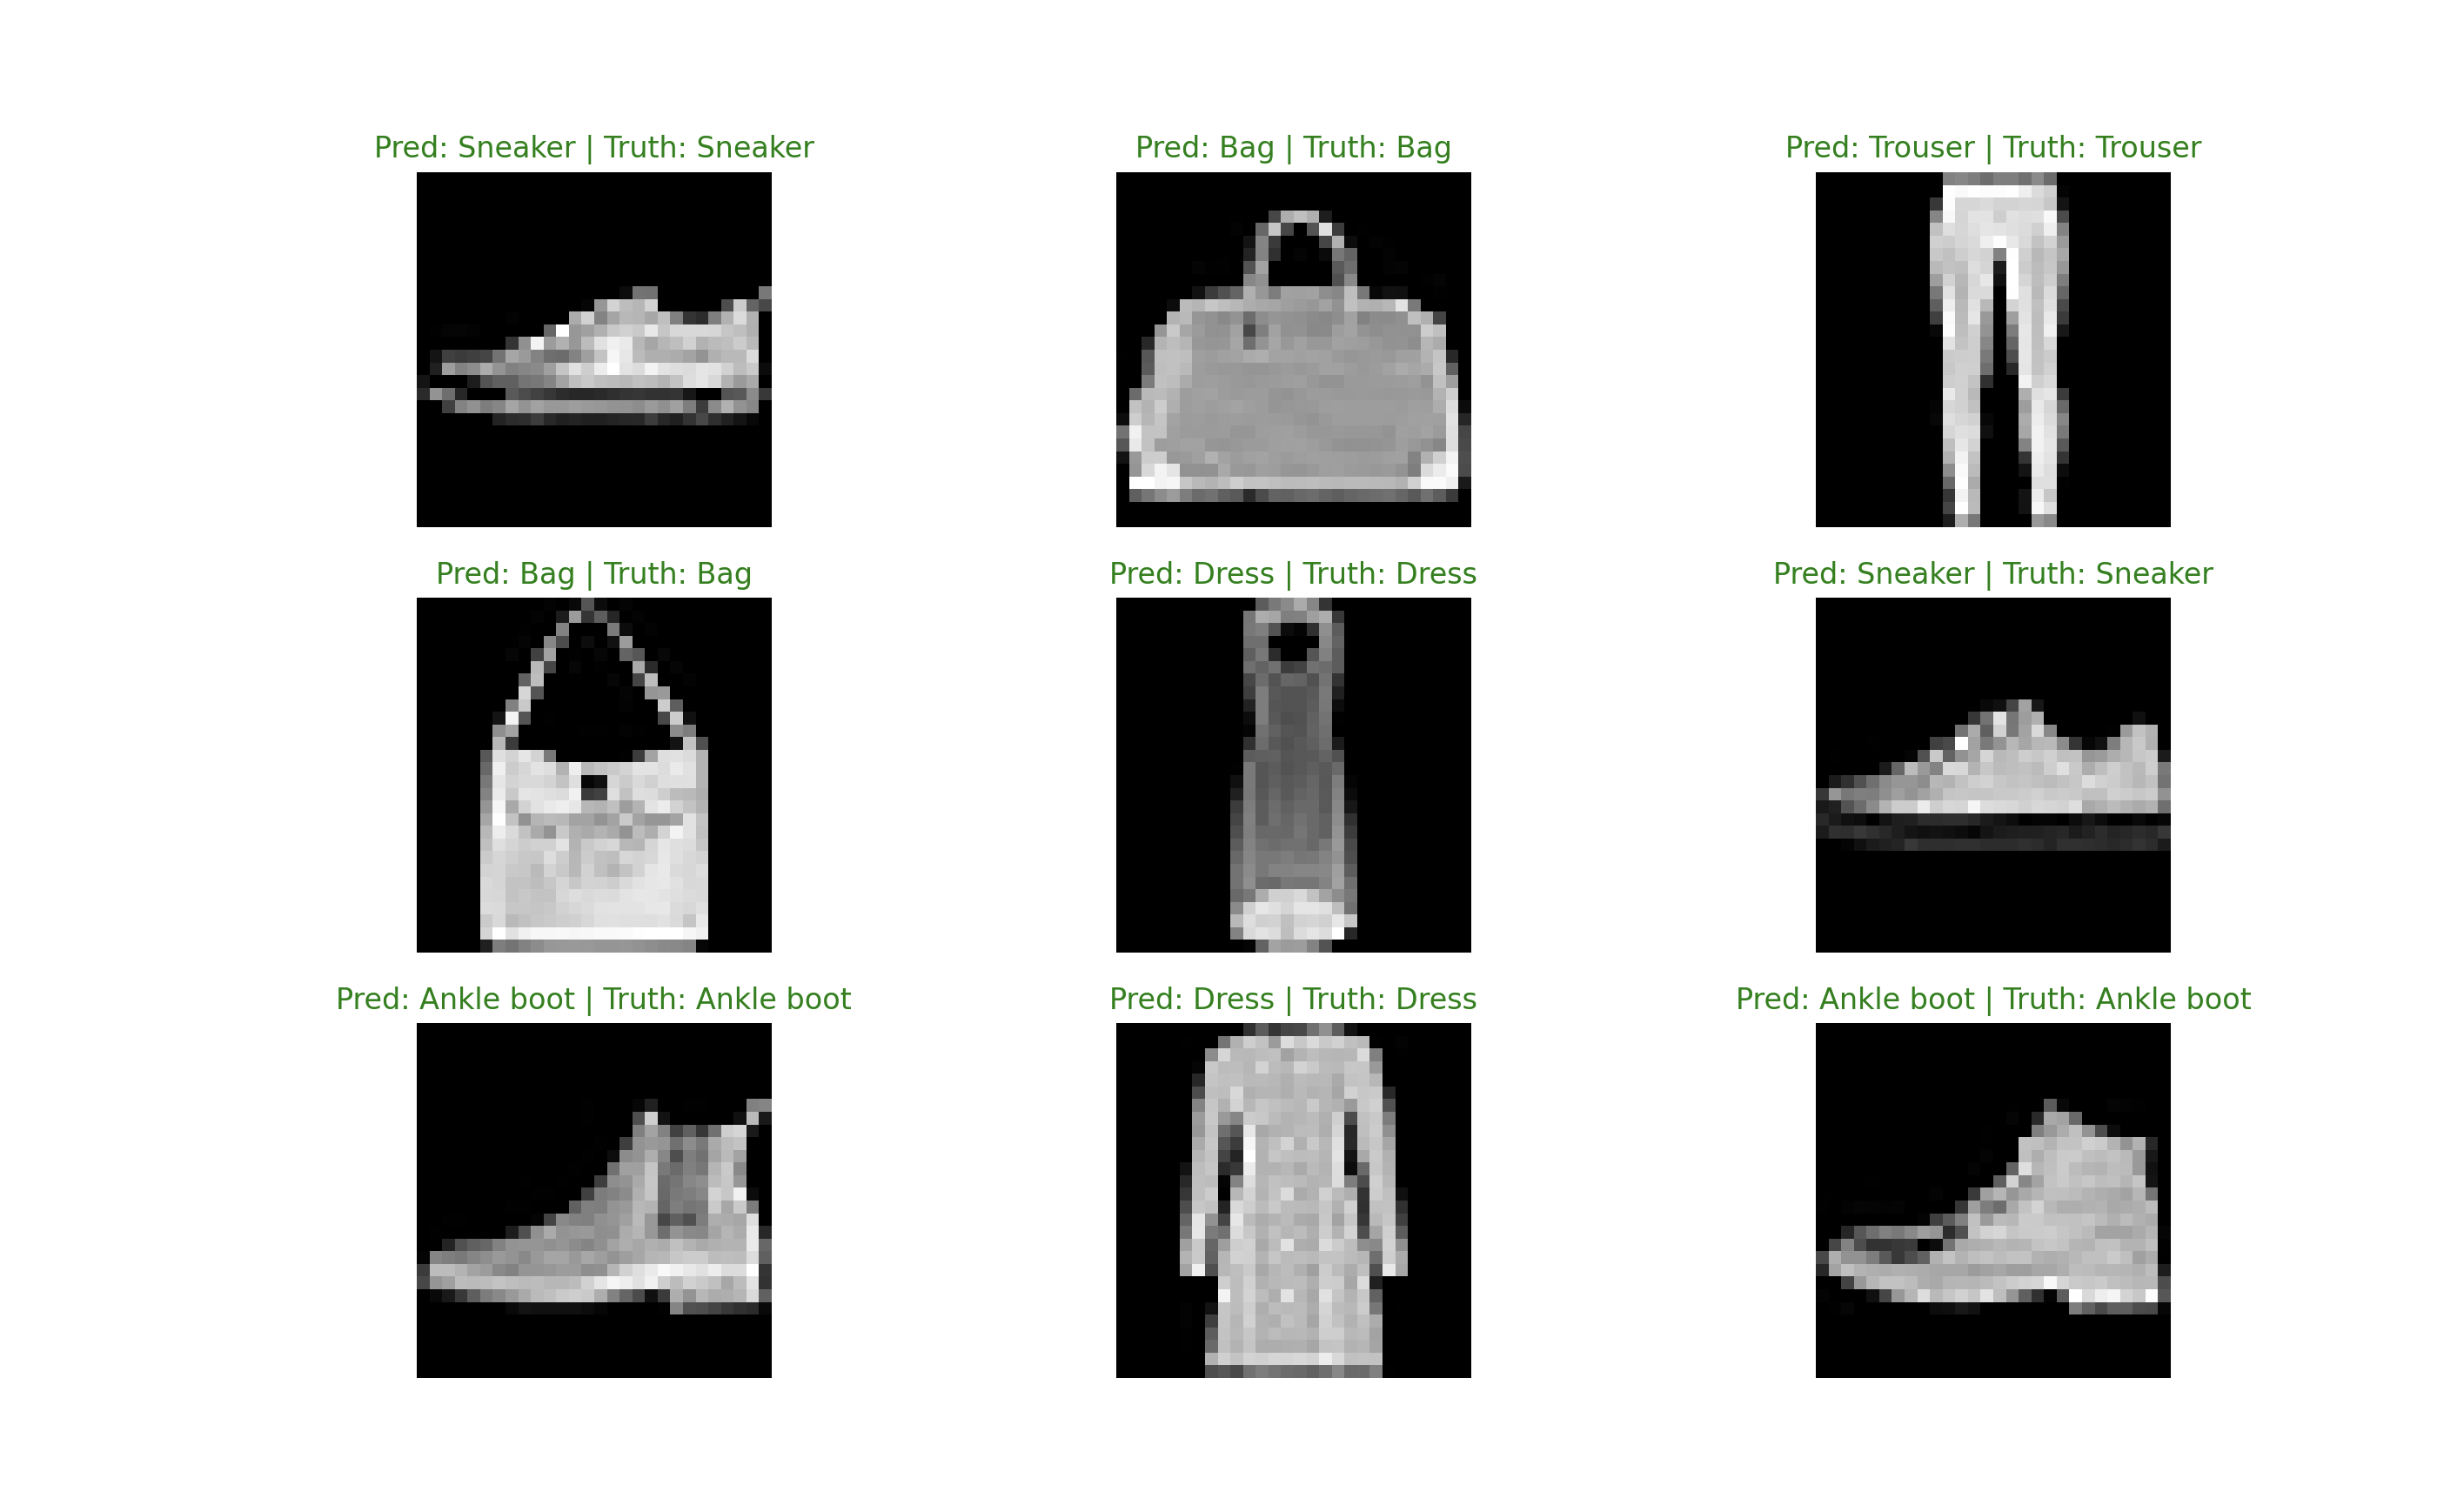 Pred: Sneaker | Truth: Sneaker
Pred: Bag | Truth: Bag
Pred: Trouser | Truth: Trouser
Pred: Bag | Truth: Bag
Pred: Dress | Truth: Dress
Pred: Sneaker | Truth: Sneaker
Pred: Ankle boot | Truth: Ankle boot
Pred: Dress | Truth: Dress
Pred: Ankle boot | Truth: Ankle boot